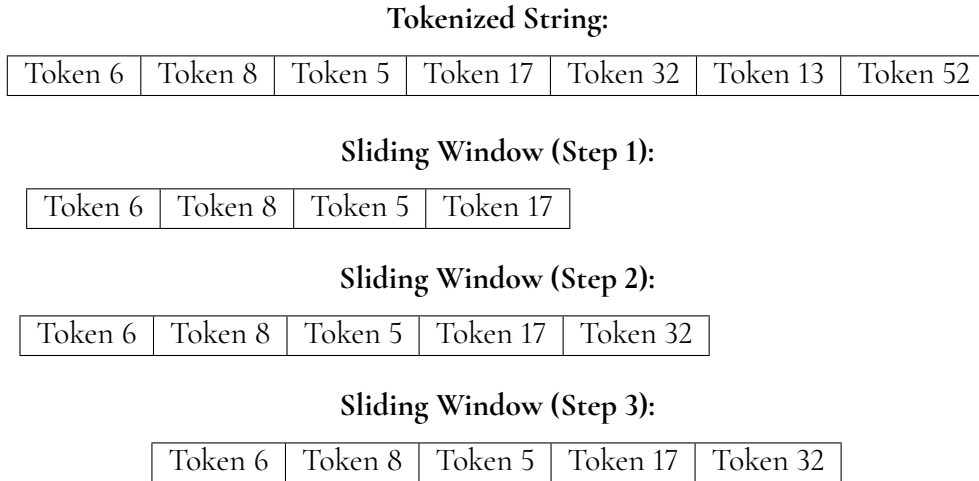 Tokenized String:
Token 6 Token 8 Token 5 Token 17 Token 32 Token 13 Token 52
Sliding Window (Step 1):
Token 6 Token 8 Token 5 Token 17
Sliding Window (Step 2):
Token 6 Token 8 Token 5 Token 17 Token 32
Sliding Window (Step 3):
Token 6 Token 8 Token 5 Token 17 Token 32